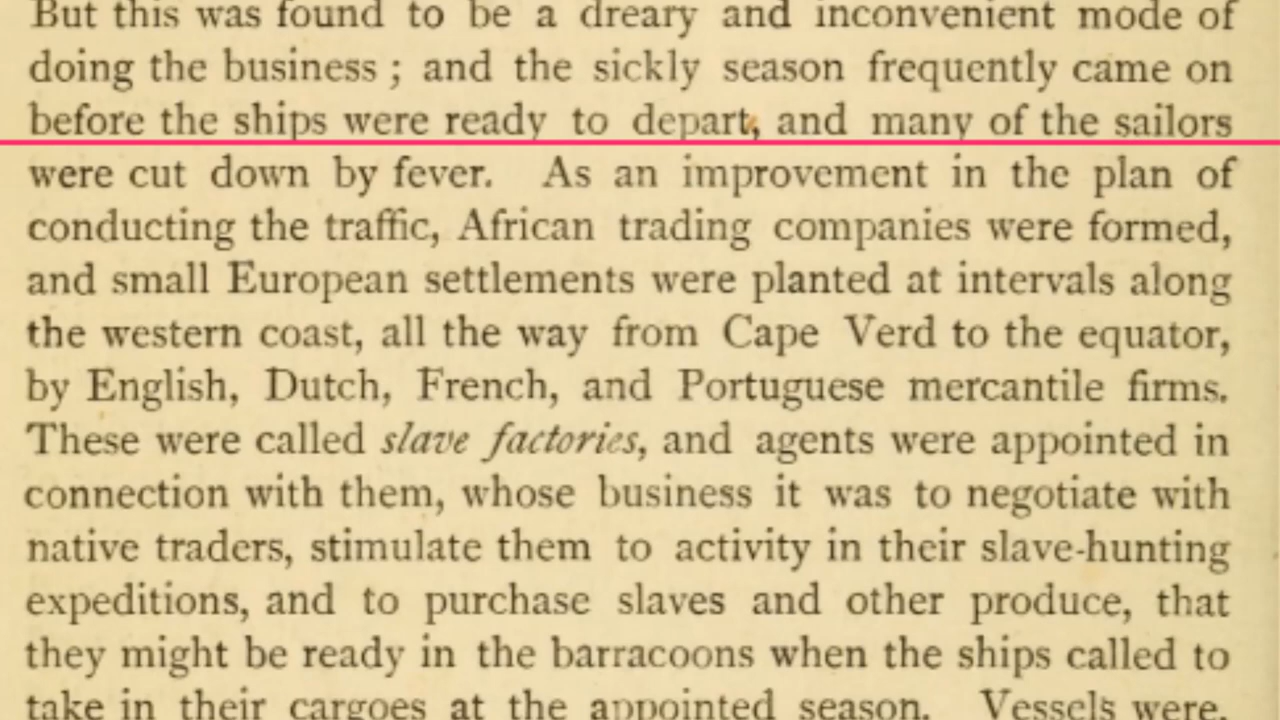 But this was found to be a dreary and inconvenient mode of
doing the business ; and the sickly season frequently came on
before the ships were ready to depart, and many of the sailors
were cut down by fever. As an improvement in the plan of
conducting the traffic, African trading companies were formed,
and small European settlements were planted at intervals along
the western coast, all the way from Cape Verd to the equator,
by English, Dutch, French, and Portuguese mercantile firms.
These were called slave factories, and agents were appointed in
connection with them, whose business it was to negotiate with
native traders, stimulate them to activity in their slave-hunting
expeditions, and to purchase slaves and other produce, that
they might be ready in the barracoons when the ships called to
take in their cargoes at the appointed season. Vessels were.